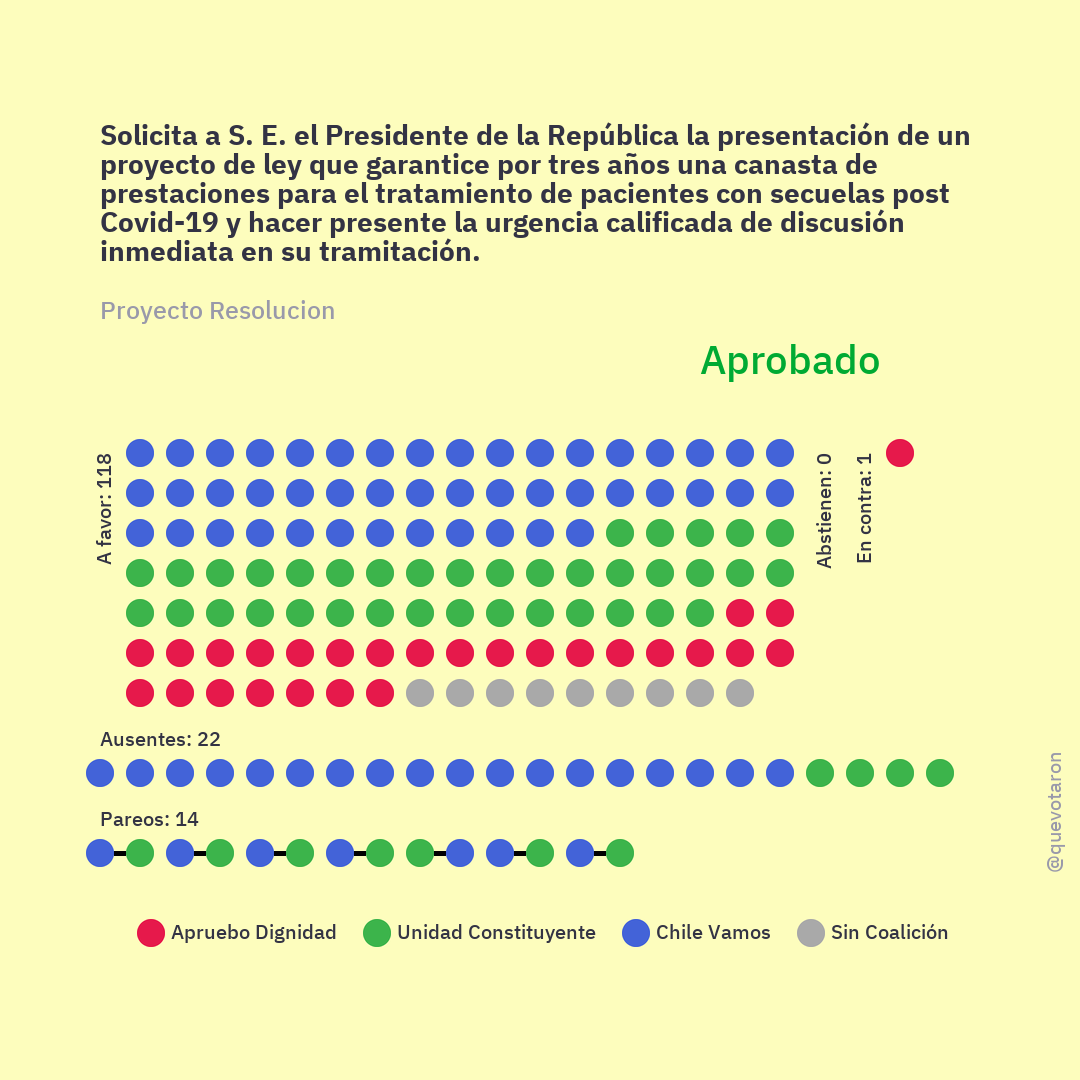 Solicita a S. E. el Presidente de la República la presentación de un
proyecto de ley que garantice por tres años una canasta de
prestaciones para el tratamiento de pacientes con secuelas post
Covid-19 y hacer presente la urgencia calificada de discusión
inmediata en su tramitación.
Proyecto Resolucion
Aprobado
A favor: 118
Abstienen: 0
En contra: 1
Ausentes: 22
Pareos: 14
@quevotaron
Apruebo Dignidad
Unidad Constituyente
Chile Vamos
Sin Coalición